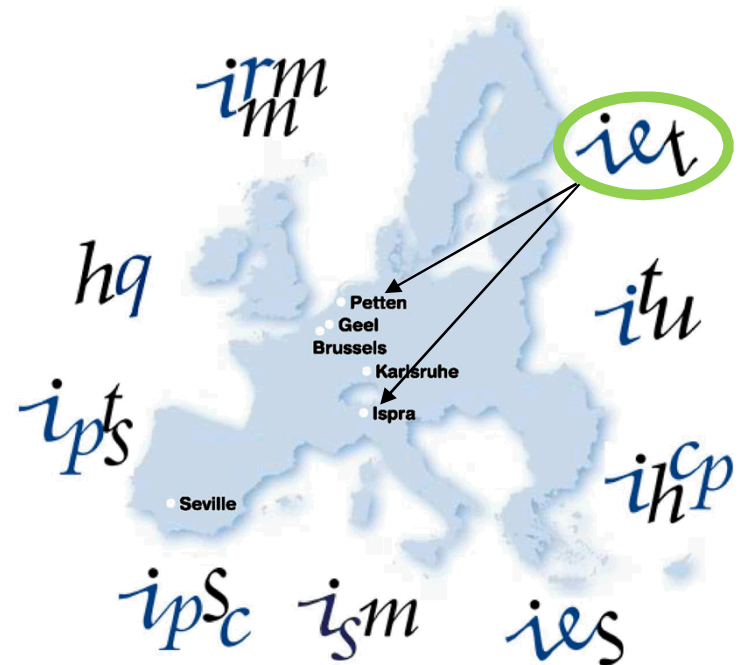 irmm
iet
hq
itu
Petten
Geel
Brussels
Karlsruhe
Ispra
ipts
ihcp
Seville
ipsc
ism
ies